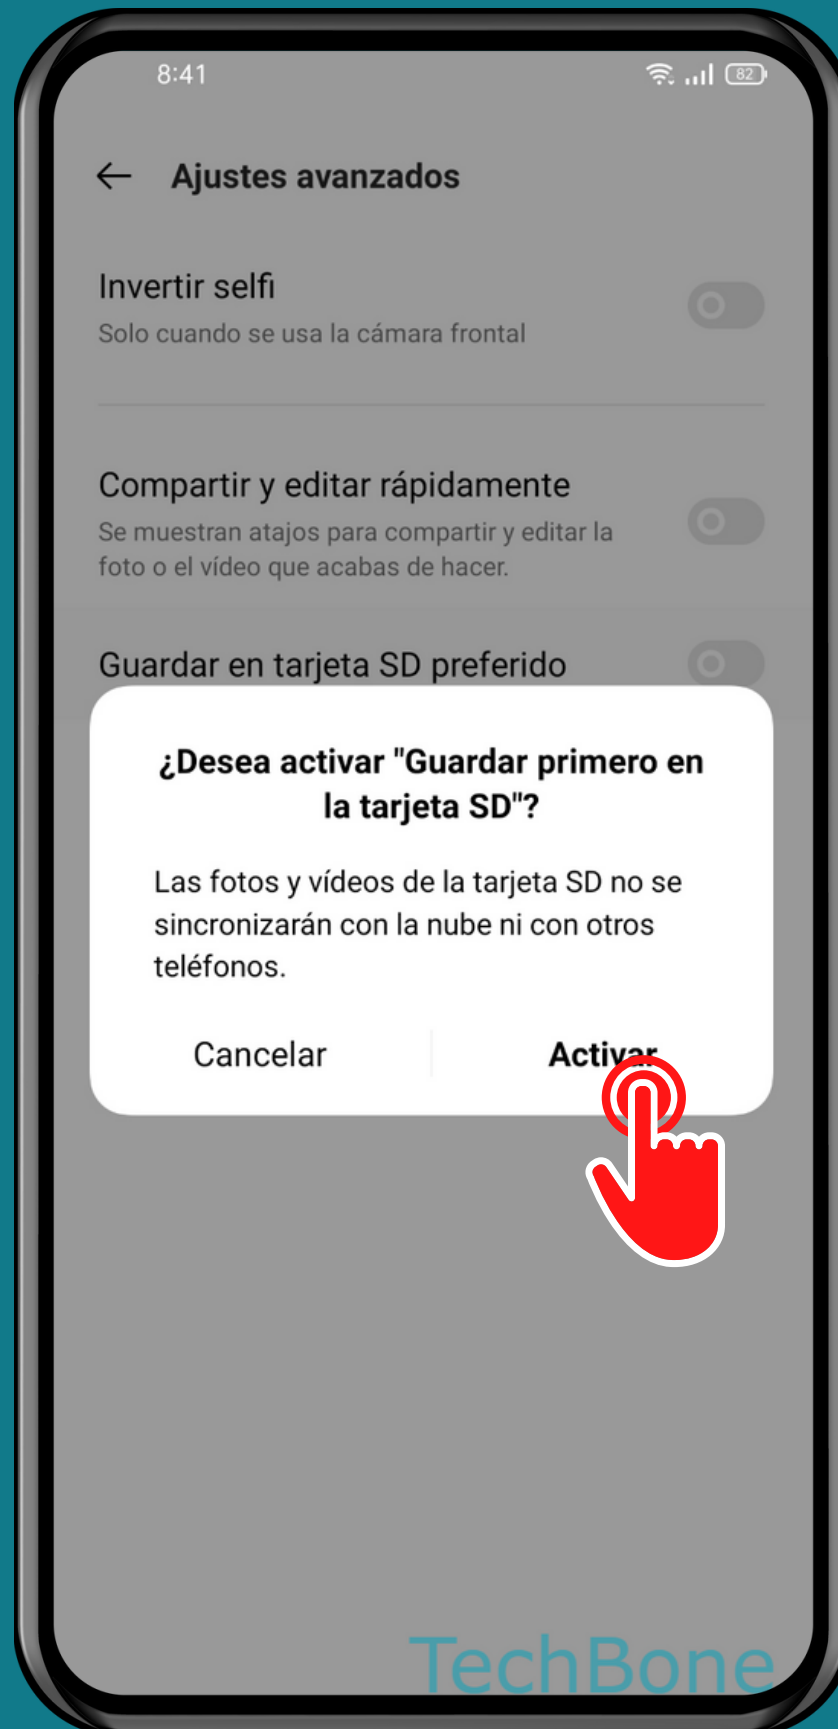 8:41
82
Ajustes avanzados
Invertir selfi
Solo cuando se usa la cámara frontal
Compartir y editar rápidamente
Se muestran atajos para compartir y editar la
foto o el vídeo que acabas de hacer.
Guardar en tarjeta SD preferido
¿Desea activar "Guardar primero en
la tarjeta SD"?
Las fotos y vídeos de la tarjeta SD no se
sincronizarán con la nube ni con otros
teléfonos.
Cancelar
Activar
TechBone